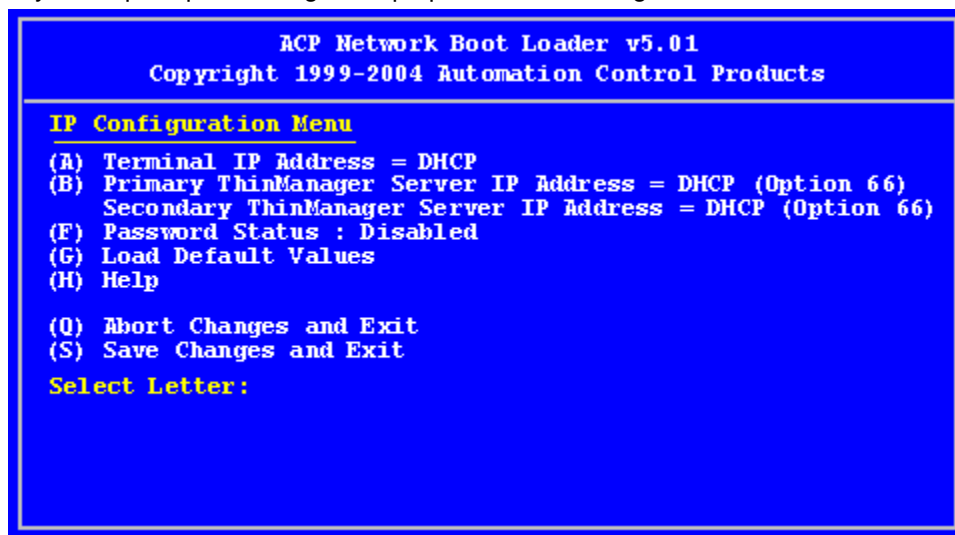 ACP Network Boot Loader v5.01
Copyright 1999-2004 Automation Control Products
IP Configuration Menu
(A) Terminal IP Address = DHCP
(B) Primary ThinManager Server IP Address = DHCP (Option 66)
Secondary ThinManager Server IP Address = DHCP (Option 66)
(F) Password Status : Disabled
(G) Load Default Values
(H) Help
(Q) Abort Changes and Exit
(S) Save Changes and Exit
Select Letter: